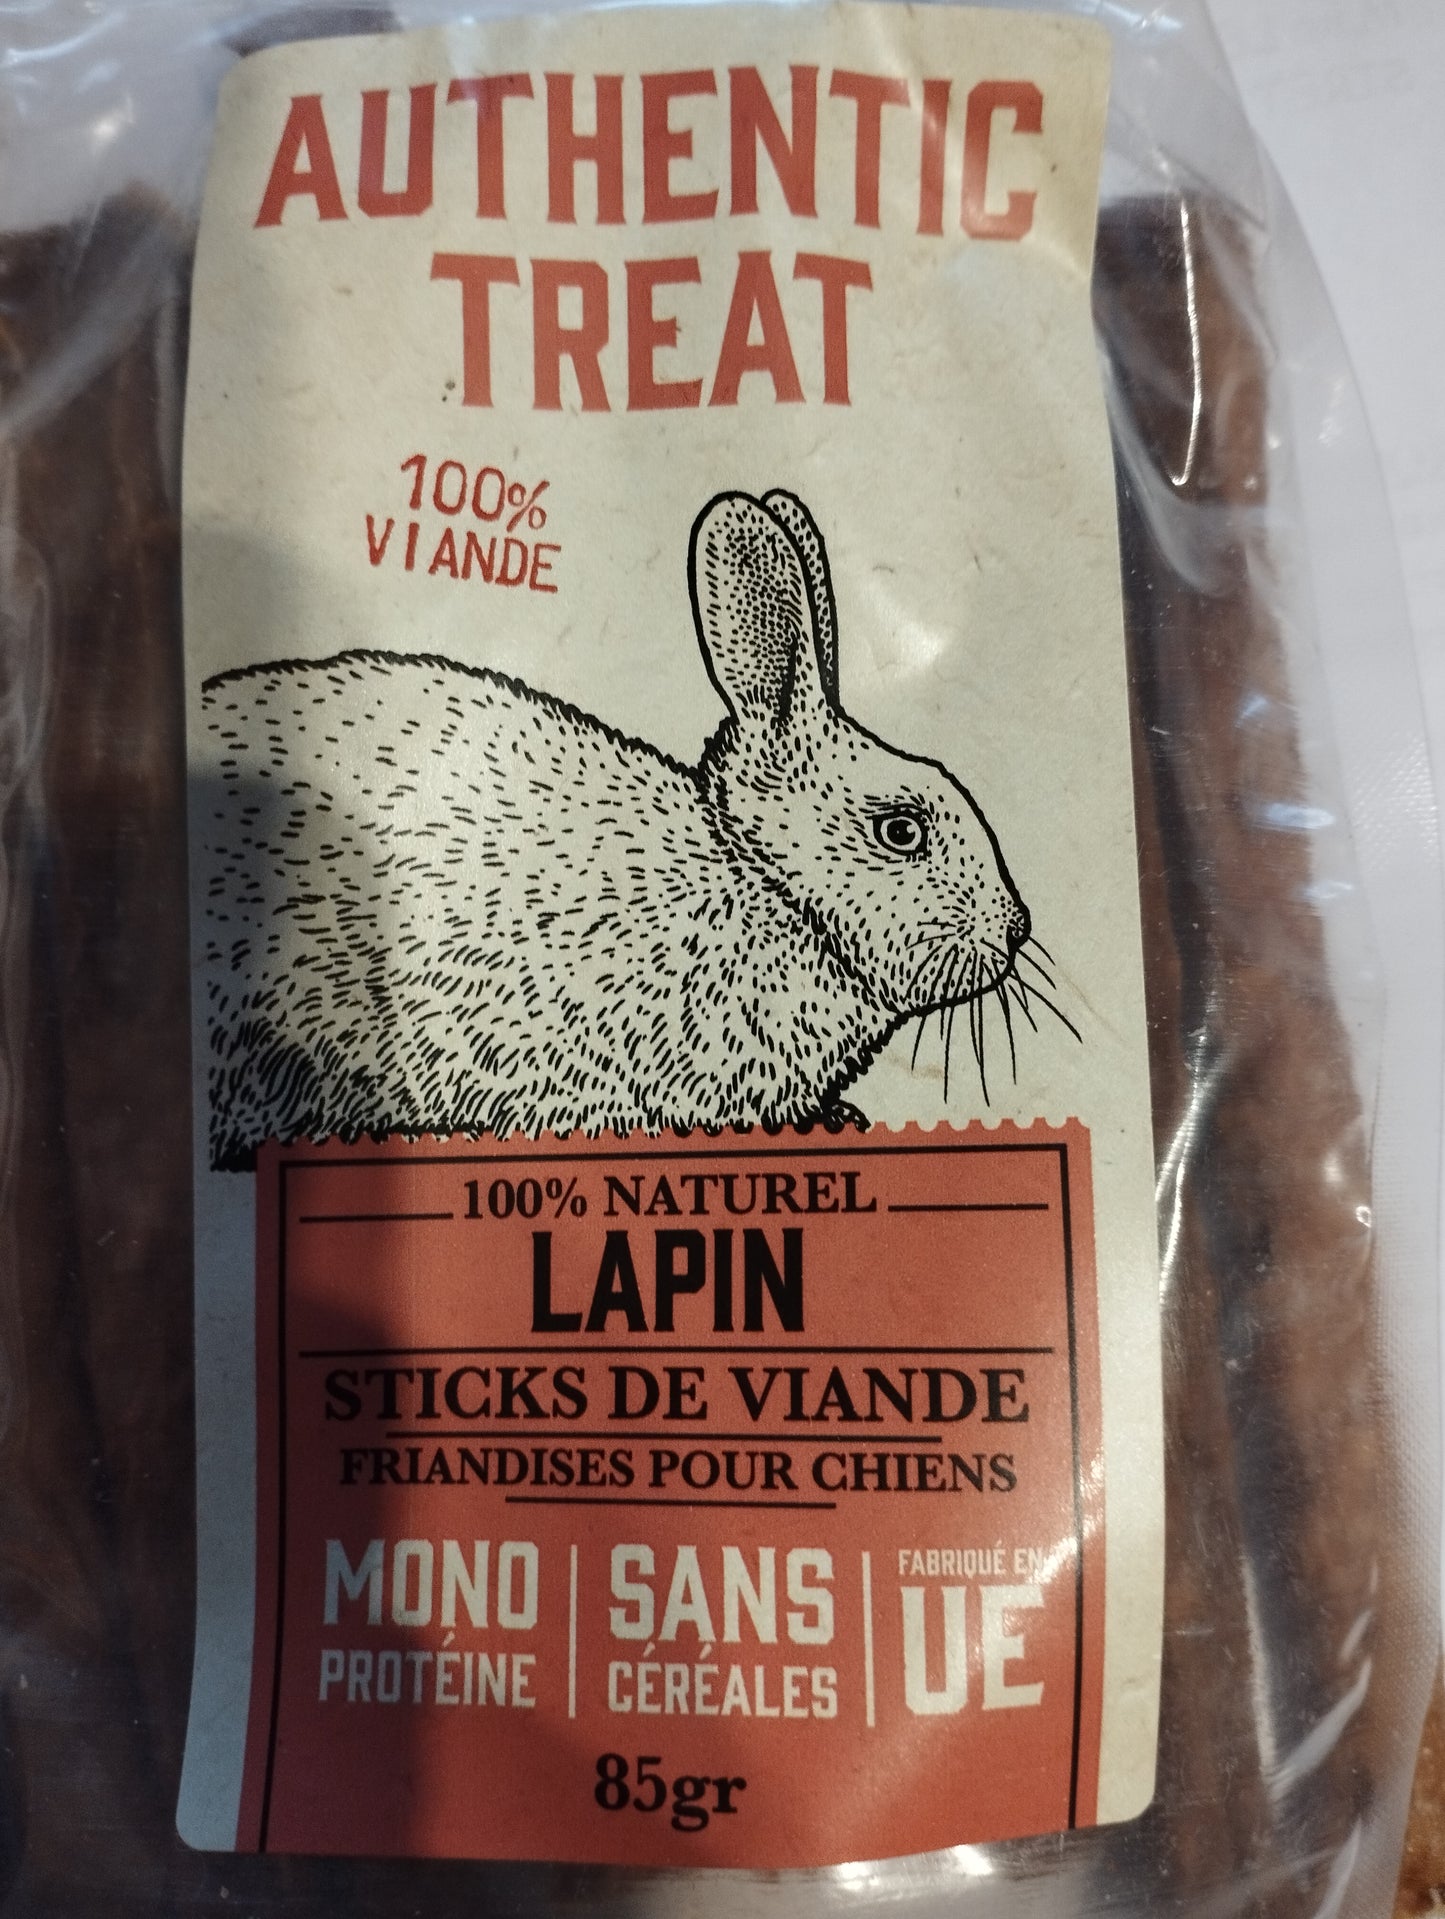 AUTHENTIC
TREAT
100%
VIANDE
100% NATUREL
LAPIN
STICKS DE VIANDE
FRIANDISES POUR CHIENS
MONO
PROTÉINE
SANS
CÉRÉALES
FABRIQUÉ EN
UE
85gr